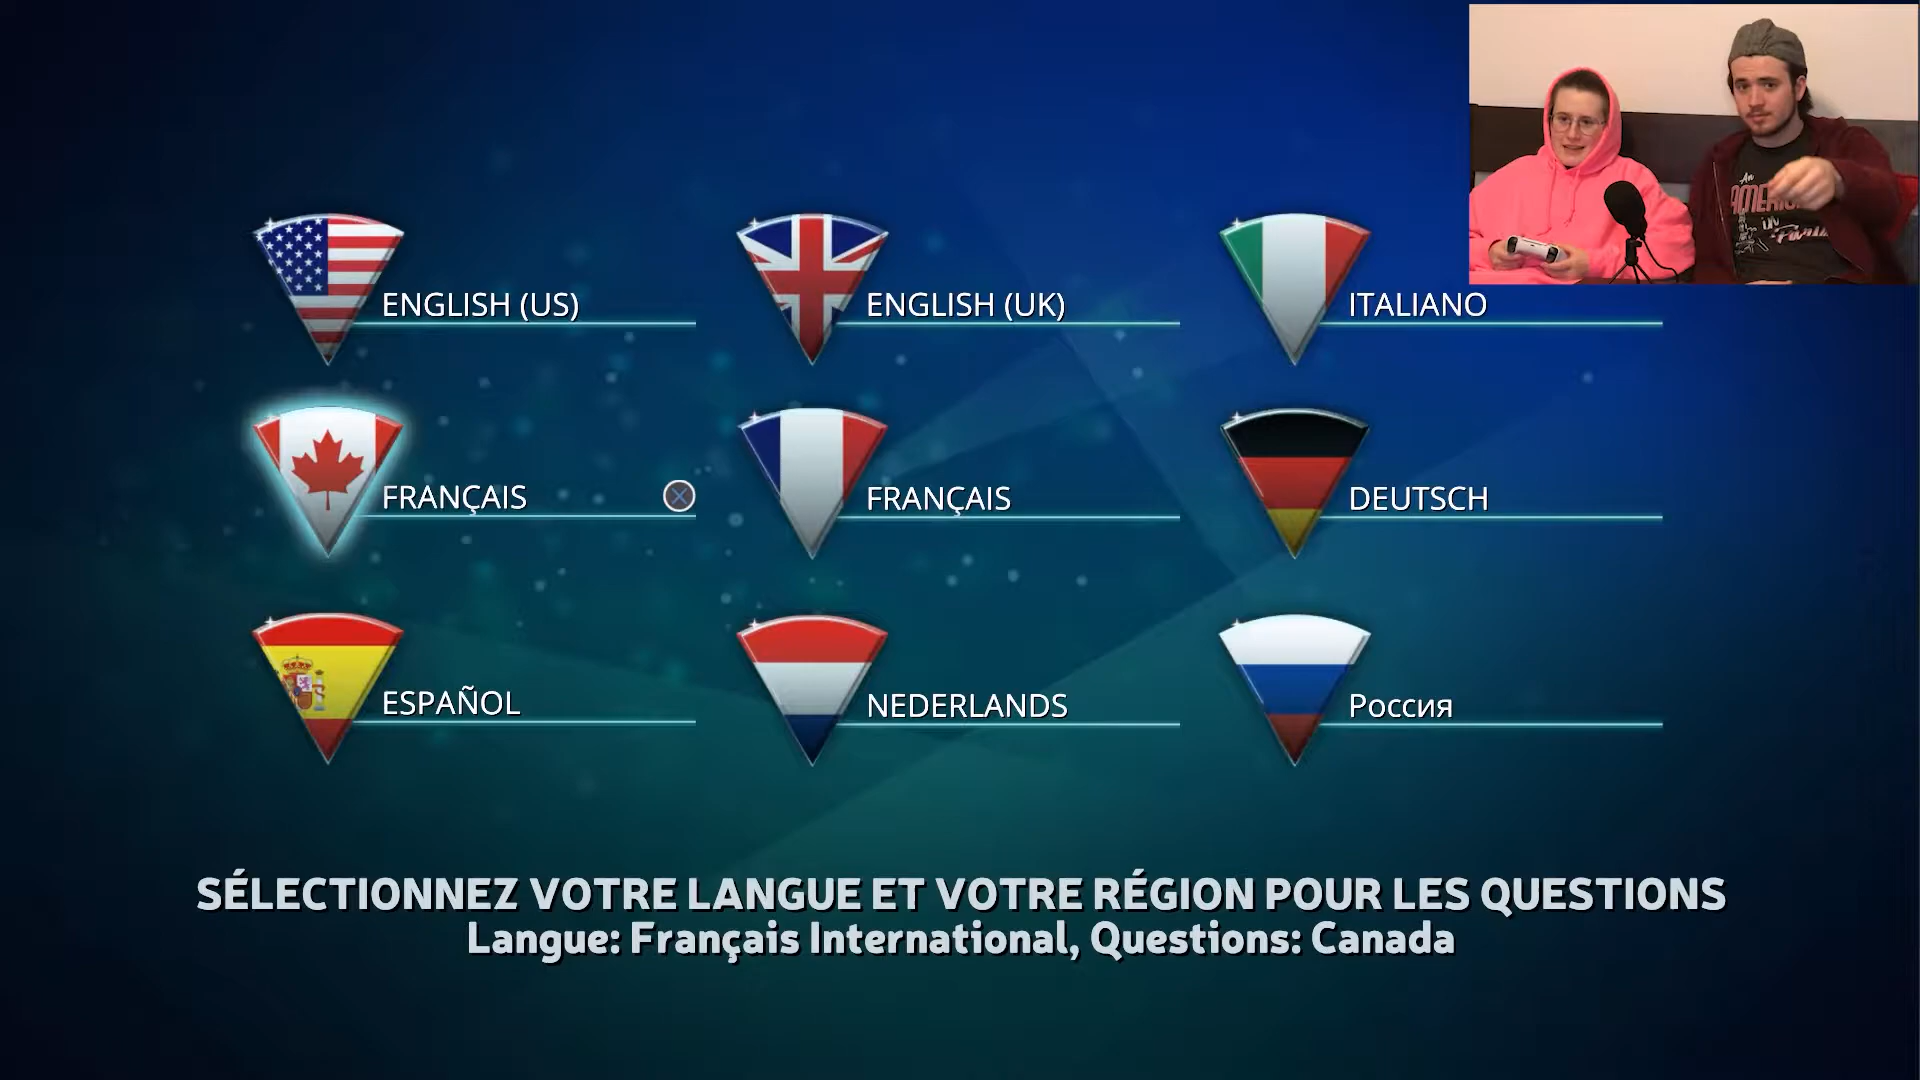 ENGLISH (US)
ENGLISH (UK)
ITALIANO
FRANÇAIS
FRANÇAIS
DEUTSCH
ESPAÑOL
NEDERLANDS
Россия
SÉLECTIONNEZ VOTRE LANGUE ET VOTRE RÉGION POUR LES QUESTIONS
Langue: Français International, Questions: Canada
An